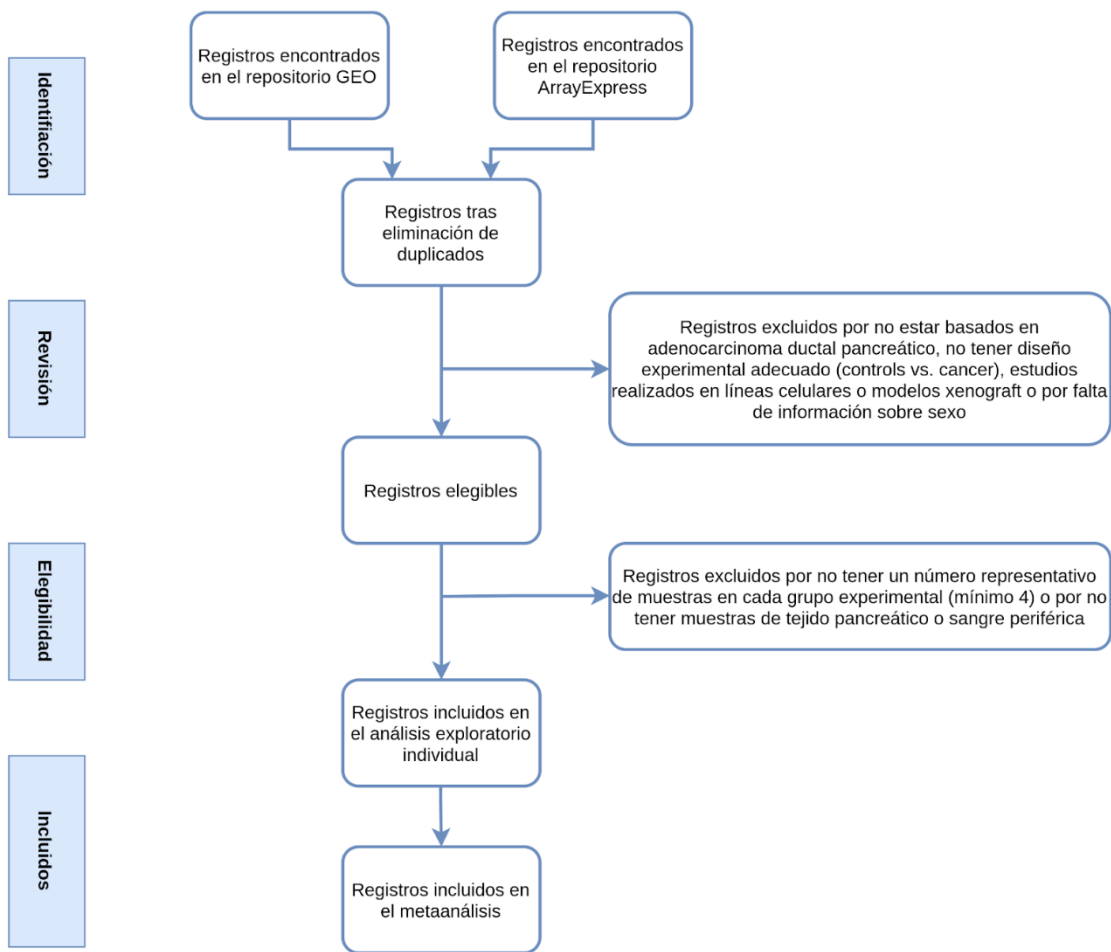 Identifiación
Registros encontrados
en el repositorio GEO
Registros encontrados
en el repositorio
ArrayExpress
Registros tras
eliminación de
duplicados
Revisión
Registros excluidos por no estar basados en
adenocarcinoma ductal pancreático, no tener diseño
experimental adecuado (controls vs. cancer), estudios
realizados en líneas celulares o modelos xenograft o por falta
de información sobre sexo
Registros elegibles
Elegibilidad
Registros excluidos por no tener un número representativo
de muestras en cada grupo experimental (mínimo 4) o por no
tener muestras de tejido pancreático o sangre periférica
Registros incluidos en
el análisis exploratorio
individual
Incluidos
Registros incluidos en
el metaanálisis